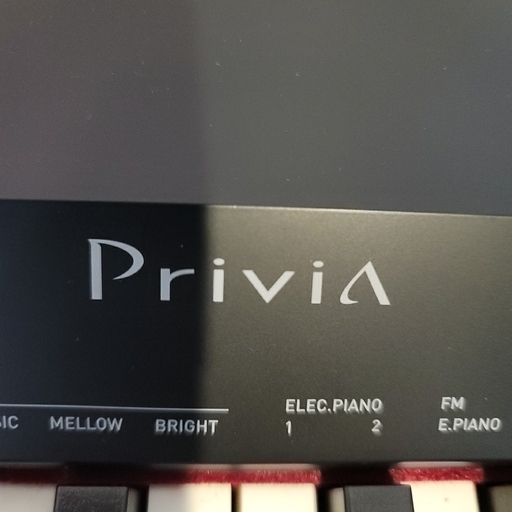 Privia
ELEC.PIANO FM
MELLOW BRIGHT 1 2 E.PIANO